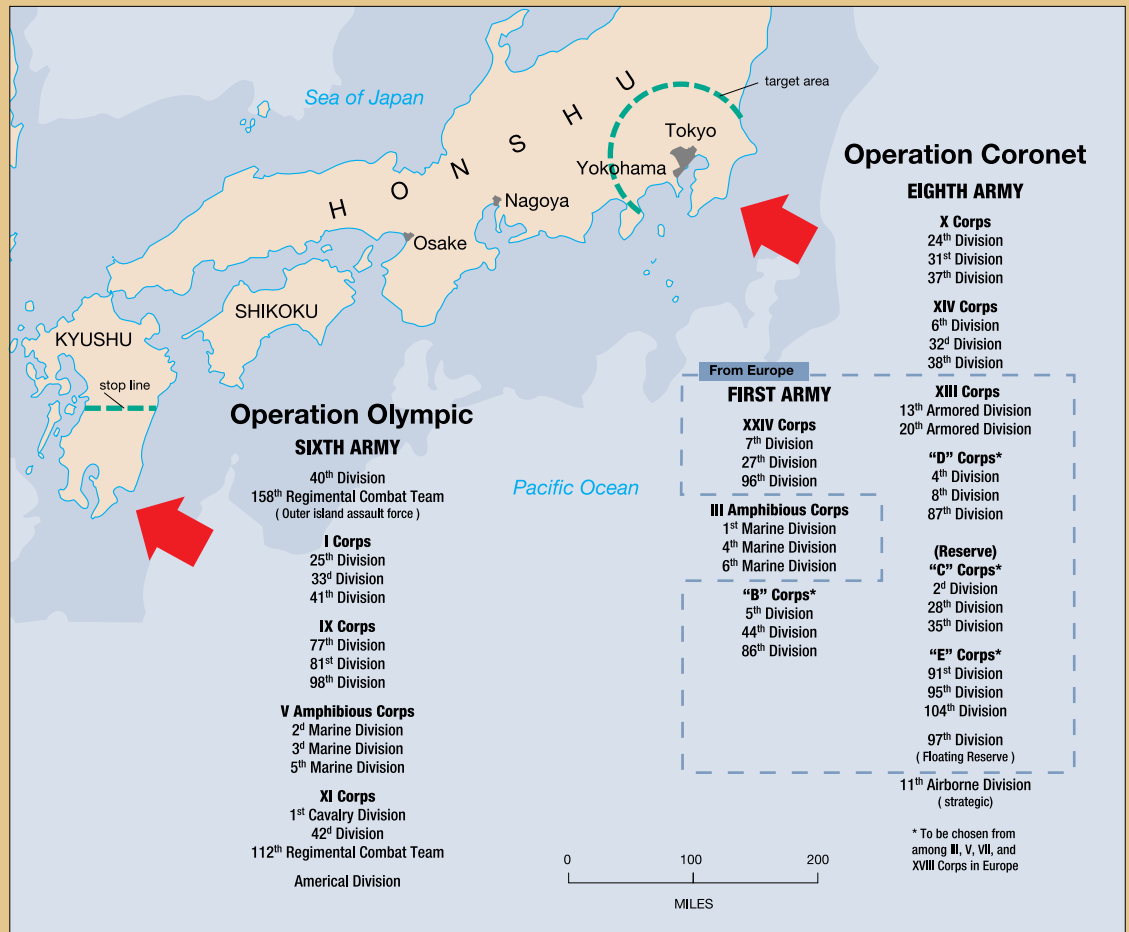 Sea of Japan
HONSHU
target area
Tokyo
Yokohama
Nagoya
Osake
SHIKOKU
KYUSHU
stop line
Pacific Ocean
Operation Olympic
SIXTH ARMY
40th Division
158th Regimental Combat Team
( Outer island assault force )
I Corps
25th Division
33d Division
41th Division
IX Corps
77th Division
81st Division
98th Division
V Amphibious Corps
2d Marine Division
3d Marine Division
5th Marine Division
XI Corps
1st Cavalry Division
42d Division
112th Regimental Combat Team
Americal Division
Operation Coronet
EIGHTH ARMY
X Corps
24th Division
31st Division
37th Division
XIV Corps
6th Division
32d Division
38th Division
From Europe
FIRST ARMY
XXIV Corps
7th Division
27th Division
96th Division
III Amphibious Corps
1st Marine Division
4th Marine Division
6th Marine Division
“B” Corps*
5th Division
44th Division
86th Division
XIII Corps
13th Armored Division
20th Armored Division
“D” Corps*
4th Division
8th Division
87th Division
(Reserve)
“C” Corps*
2d Division
28th Division
35th Division
“E” Corps*
91st Division
95th Division
104th Division
97th Division
( Floating Reserve )
11th Airborne Division
( strategic)
* To be chosen from
among III, V, VII, and
XVIII Corps in Europe
0 100 200
MILES